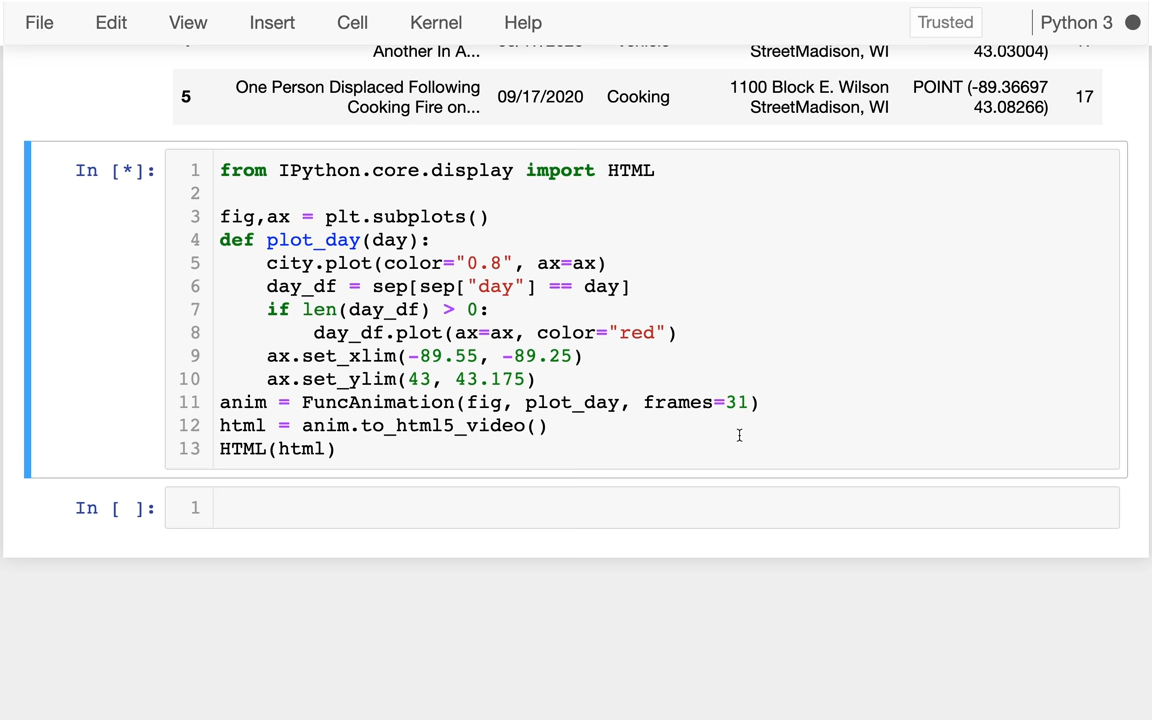 File Edit View Insert Cell Kernel Help Trusted Python 3
Another In A... StreetMadison, WI 43.03004)
5 One Person Displaced Following Cooking Fire on... 09/17/2020 Cooking 1100 Block E. Wilson StreetMadison, WI POINT (-89.36697 43.08266) 17
In [*]:
1 from IPython.core.display import HTML
2
3 fig,ax = plt.subplots()
4 def plot_day(day):
5     city.plot(color="0.8", ax=ax)
6     day_df = sep[sep["day"] == day]
7     if len(day_df) > 0:
8         day_df.plot(ax=ax, color="red")
9     ax.set_xlim(-89.55, -89.25)
10     ax.set_ylim(43, 43.175)
11 anim = FuncAnimation(fig, plot_day, frames=31)
12 html = anim.to_html5_video()
13 HTML(html)
In [ ]: 1